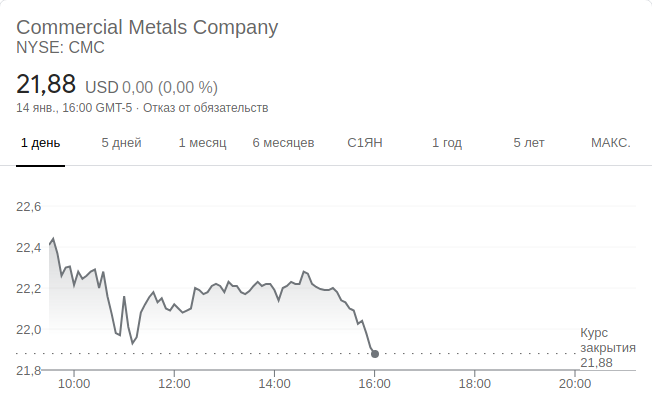 Commercial Metals Company
NYSE: CMC
21,88 USD 0,00 (0,00 %)
14 янв., 16:00 GMT-5 · Отказ от обязательств
1 день 5 дней 1 месяц 6 месяцев С1ЯН 1 год 5 лет МАКС.
22,6
22,4
22,2
22,0
Курс
закрытия
21,88
21,8
10:00 12:00 14:00 16:00 18:00 20:00